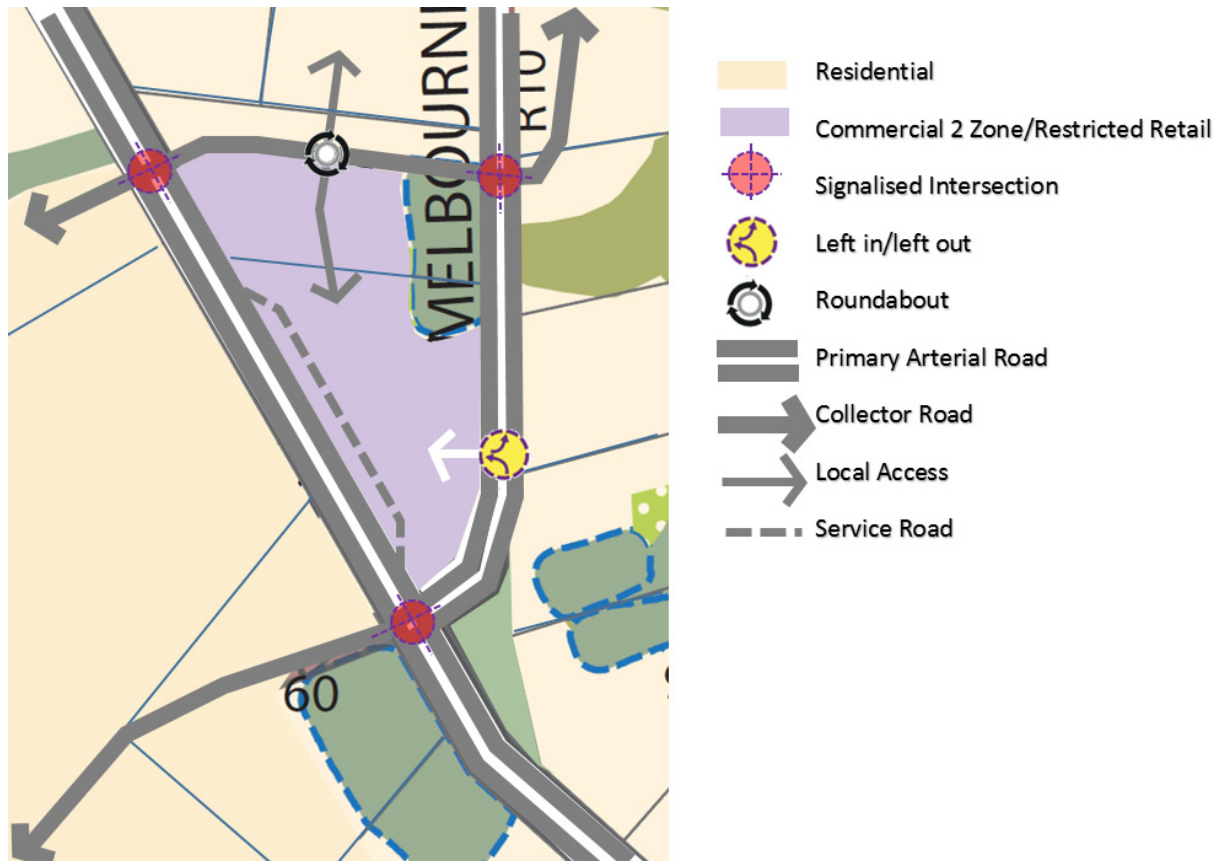 MELBOURNE
R10
60
Residential
Commercial 2 Zone/Restricted Retail
Signalised Intersection
Left in/left out
Roundabout
Primary Arterial Road
Collector Road
Local Access
Service Road